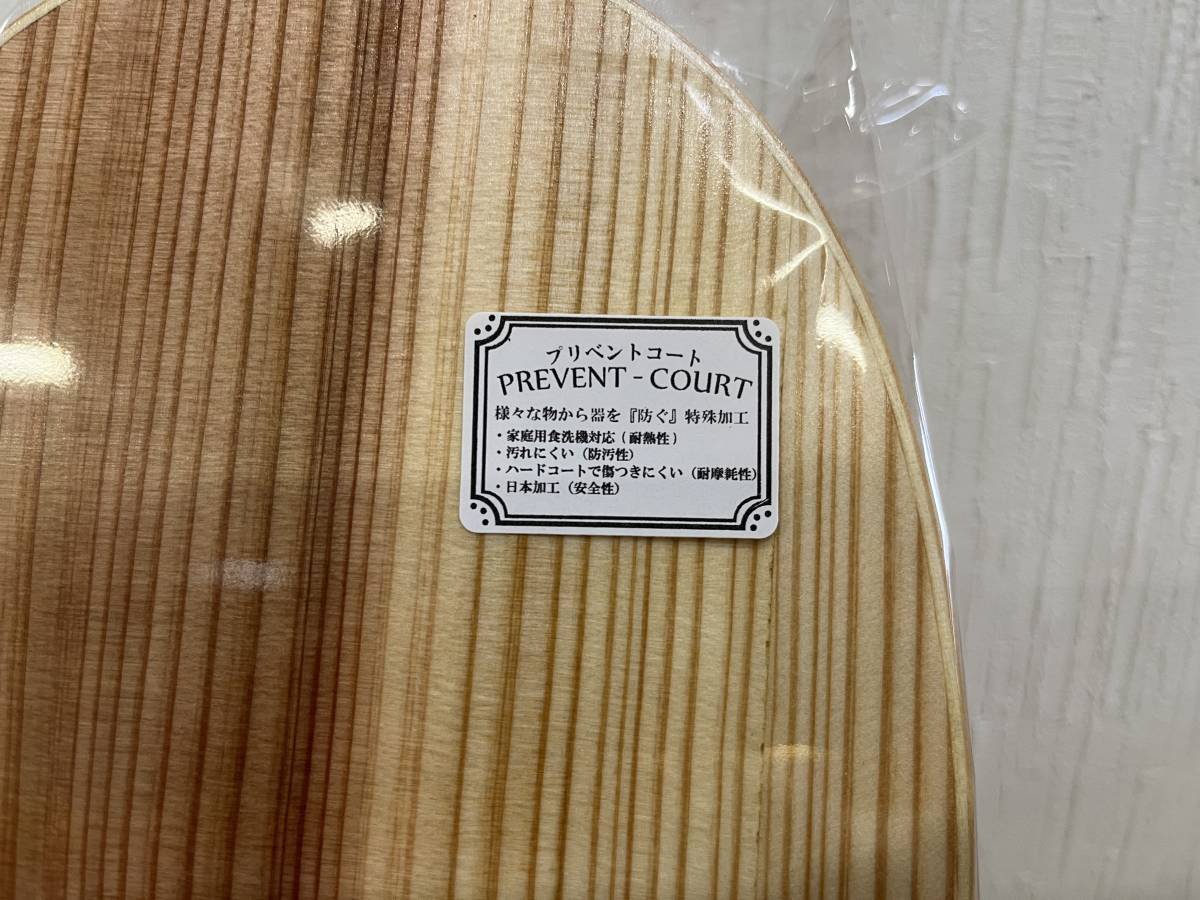 プリベントコート
PREVENT - COURT
様々な物から器を『防ぐ』特殊加工
・家庭用食洗機対応(耐熱性)
・汚れにくい(防汚性)
・ハードコートで傷つきにくい(耐摩耗性)
・日本加工(安全性)